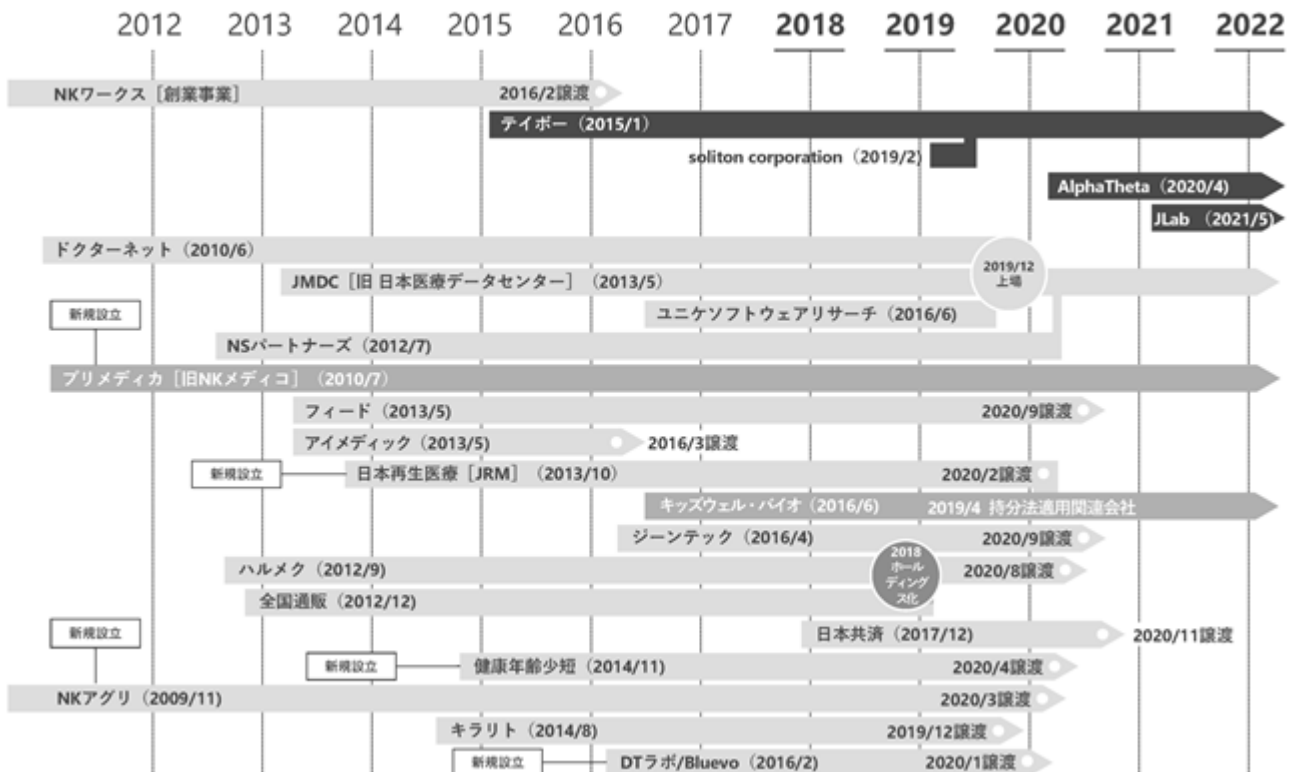 2012 2013 2014 2015 2016 2017 2018 2019 2020 2021 2022
NKワークス［創業事業］ 2016/2譲渡
テイボー（2015/1）
soliton corporation（2019/2）
AlphaTheta（2020/4）
JLab （2021/5）
ドクターネット（2010/6）
2019/12
上場
JMDC［旧 日本医療データセンター］（2013/5）
新規設立
ユニケソフトウェアリサーチ（2016/6）
NSパートナーズ（2012/7）
プリメディカ［旧NKメディコ］（2010/7）
フィード（2013/5） 2020/9譲渡
アイメディック（2013/5） 2016/3譲渡
新規設立 日本再生医療［JRM］（2013/10） 2020/2譲渡
キッズウェル・バイオ（2016/6） 2019/4 持分法適用関連会社
ジーンテック（2016/4） 2020/9譲渡
2018
ホール
ディング
ス化
ハルメク（2012/9） 2020/8譲渡
全国通販（2012/12）
新規設立
日本共済（2017/12） 2020/11譲渡
新規設立 健康年齢少短（2014/11） 2020/4譲渡
NKアグリ（2009/11） 2020/3譲渡
キラリト（2014/8） 2019/12譲渡
新規設立 DTラボ/Bluevo（2016/2） 2020/1譲渡